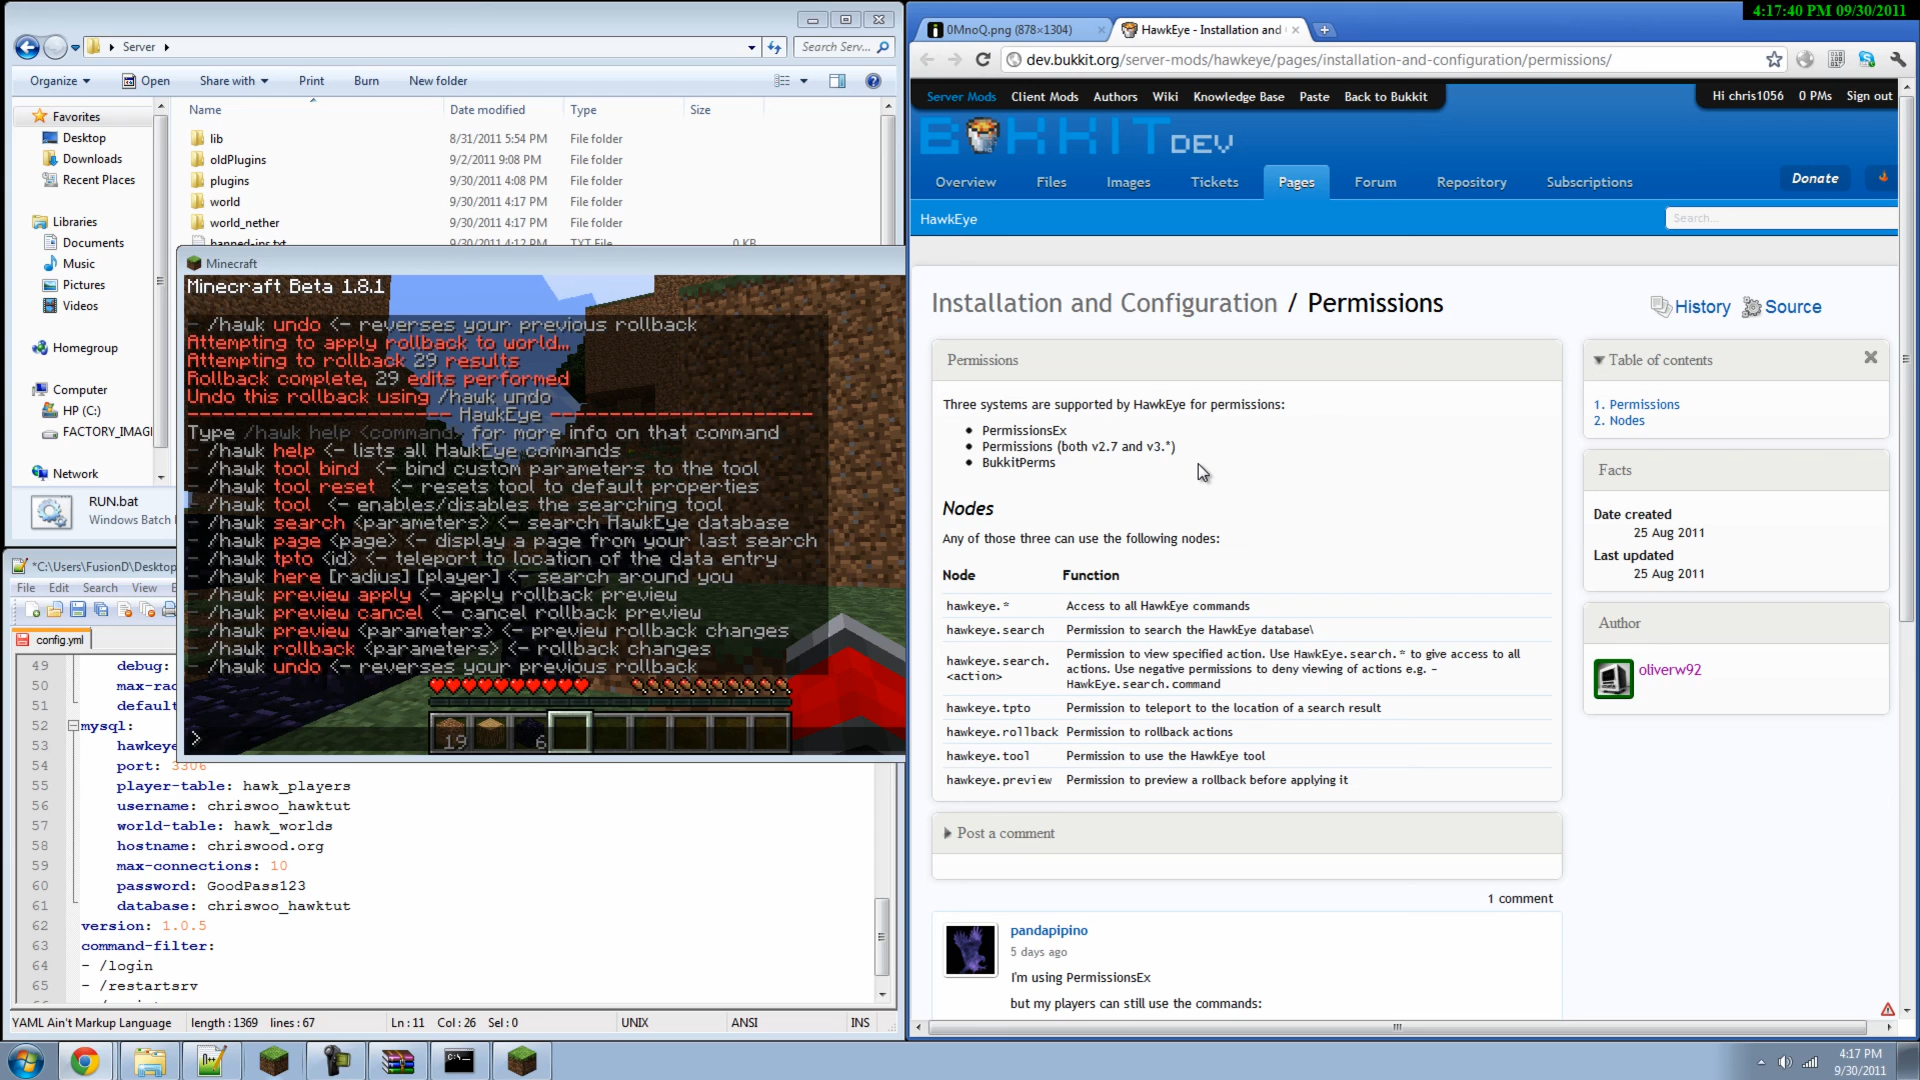 4:17:40 PM 09/30/2011
Server
Search Serv...
Organize
Open
Share with
Print
Burn
New folder
Name
Date modified
Type
Size
Favorites
Desktop
Downloads
Recent Places
Libraries
Documents
Music
Pictures
Videos
Homegroup
Computer
HP (C:)
FACTORY_IMAG
Network
lib 8/31/2011 5:54 PM File folder
oldPlugins 9/2/2011 9:08 PM File folder
plugins 9/30/2011 4:08 PM File folder
world 9/30/2011 4:17 PM File folder
world_nether 9/30/2011 4:17 PM File folder
banned-ips.txt 9/30/2011 4:12 PM TXT File 0 KB
RUN.bat
Windows Batch
Minecraft
Minecraft Beta 1.8.1
- /hawk undo <- reverses your previous rollback
Attempting to apply rollback to world...
Attempting to rollback 29 results
Rollback complete, 29 edits performed
Undo this rollback using /hawk undo
---------------------- HawkEye ----------------------
Type /hawk help <command> for more info on that command
- /hawk help <- lists all HawkEye commands
- /hawk tool bind <- bind custom parameters to the tool
- /hawk tool reset <- resets tool to default properties
- /hawk tool <- enables/disables the searching tool
- /hawk search <parameters> <- search HawkEye database
- /hawk page <page> <- display a page from your last search
- /hawk tpto <id> <- teleport to location of the data entry
- /hawk here [radius] [player] <- search around you
- /hawk preview apply <- apply rollback preview
- /hawk preview cancel <- cancel rollback preview
- /hawk preview <parameters> <- preview rollback changes
- /hawk rollback <parameters> <- rollback changes
- /hawk undo <- reverses your previous rollback
19
6
>
*C:\Users\FusionD\Desktop
File Edit Search View
config.yml
49 debug:
50 max-rad
51 default
52 mysql:
53 hawkeye
54 port: 3306
55 player-table: hawk_players
56 username: chriswoo_hawktut
57 world-table: hawk_worlds
58 hostname: chriswood.org
59 max-connections: 10
60 password: GoodPass123
61 database: chriswoo_hawktut
62 version: 1.0.5
63 command-filter:
64 - /login
65 - /restartsrv
YAML Ain't Markup Language length : 1369 lines : 67 Ln : 11 Col : 26 Sel : 0 UNIX ANSI INS
0MnoQ.png (878×1304)
HawkEye - Installation and
dev.bukkit.org/server-mods/hawkeye/pages/installation-and-configuration/permissions/
Server Mods Client Mods Authors Wiki Knowledge Base Paste Back to Bukkit
Hi chris1056 0 PMs Sign out
BUKKIT DEV
Overview Files Images Tickets Pages Forum Repository Subscriptions
Donate
HawkEye
Search...
Installation and Configuration / Permissions
History
Source
Permissions
Three systems are supported by HawkEye for permissions:
PermissionsEx
Permissions (both v2.7 and v3.*)
BukkitPerms
Nodes
Any of those three can use the following nodes:
Node Function
hawkeye.* Access to all HawkEye commands
hawkeye.search Permission to search the HawkEye database\
hawkeye.search.<action> Permission to view specified action. Use HawkEye.search.* to give access to all
actions. Use negative permissions to deny viewing of actions e.g. -
HawkEye.search.command
hawkeye.tpto Permission to teleport to the location of a search result
hawkeye.rollback Permission to rollback actions
hawkeye.tool Permission to use the HawkEye tool
hawkeye.preview Permission to preview a rollback before applying it
Post a comment
1 comment
pandapipino
5 days ago
I'm using PermissionsEx
but my players can still use the commands:
Table of contents
1. Permissions
2. Nodes
Facts
Date created
25 Aug 2011
Last updated
25 Aug 2011
Author
oliverw92
4:17 PM
9/30/2011